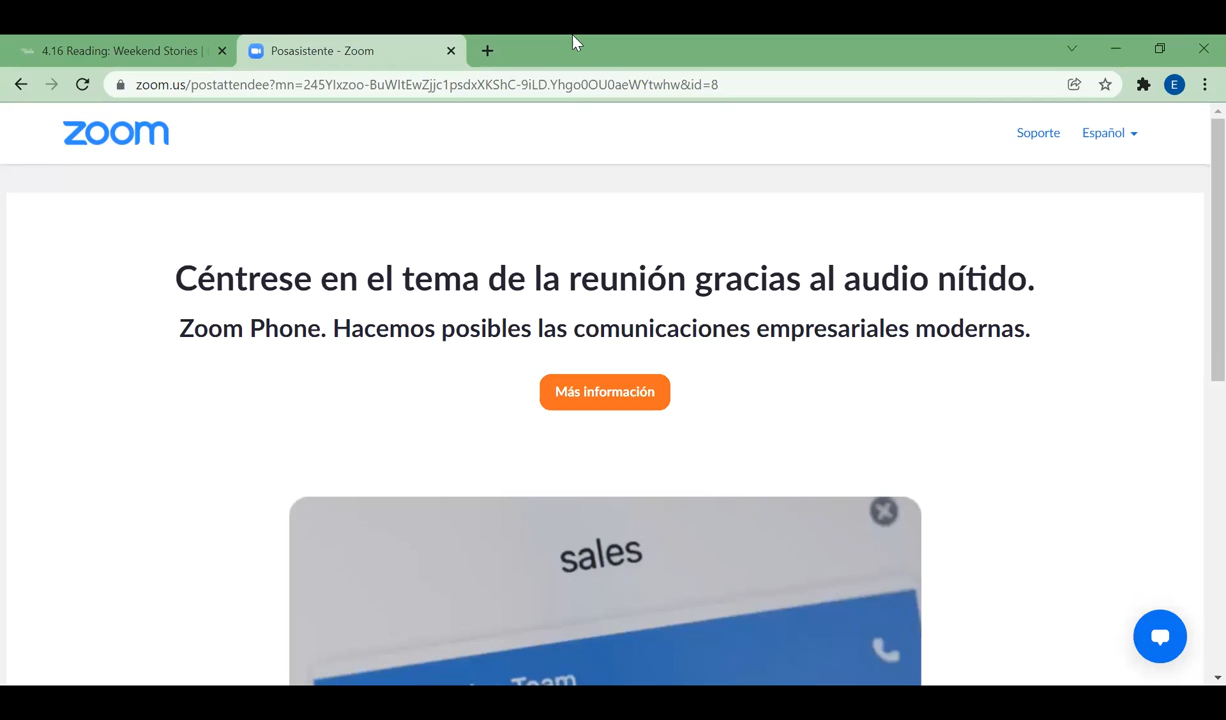 4.16 Reading: Weekend Stories |
Posasistente - Zoom
zoom.us/postattendee?mn=245YIxzoo-BuWItEwZjjc1psdxXKShC-9iLD.Yhgo0OU0aeWYtwhw&id=8
E
zoom
Soporte
Español
Céntrese en el tema de la reunión gracias al audio nítido.
Zoom Phone. Hacemos posibles las comunicaciones empresariales modernas.
Más información
sales
Team